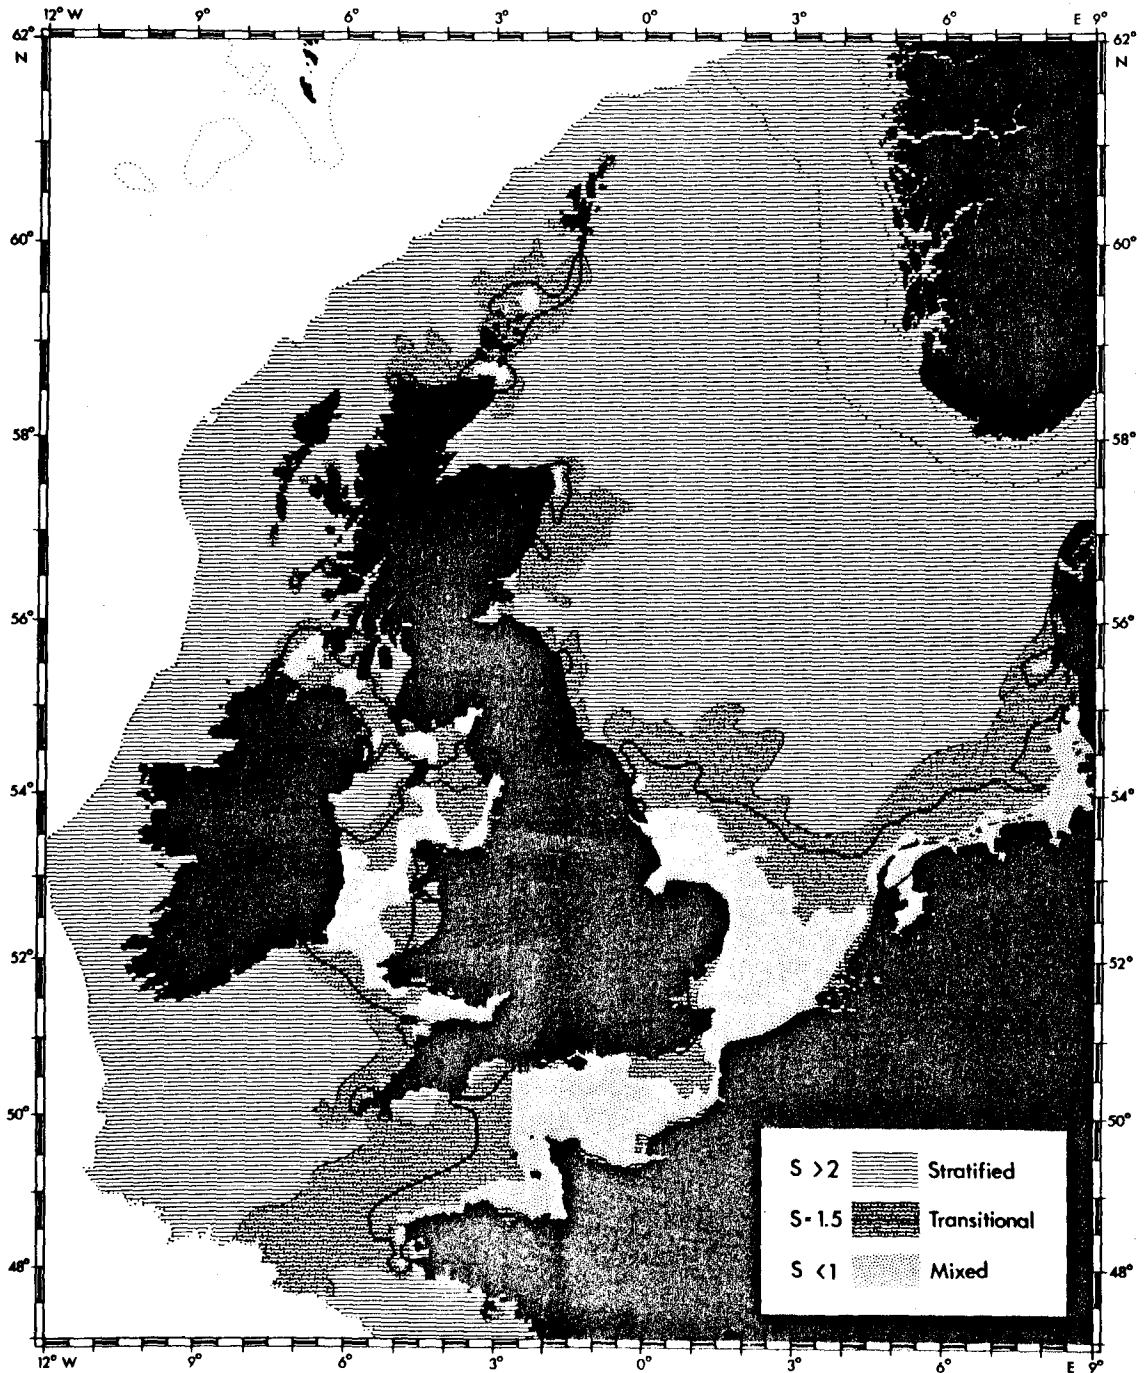 12° W 9° 6° 3° 0° 3° 6° E 9°
62° 62°
N N
60° 60°
58° 58°
56° 56°
54° 54°
52° 52°
50° 50°
48° 48°
S >2 Stratified
S=1.5 Transitional
S <1 Mixed
12° W 9° 6° 3° 0° 3° 6° E 9°